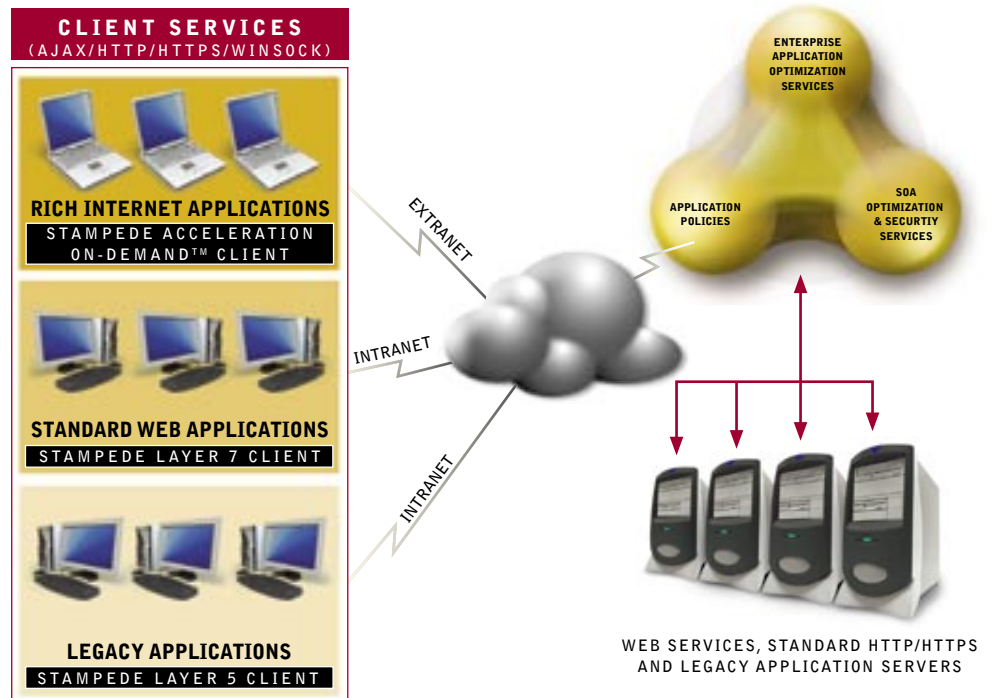 CLIENT SERVICES
(AJAX/HTTP/HTTPS/WINSOCK)
RICH INTERNET APPLICATIONS
STAMPEDE ACCELERATION
ON-DEMAND™ CLIENT
STANDARD WEB APPLICATIONS
STAMPEDE LAYER 7 CLIENT
LEGACY APPLICATIONS
STAMPEDE LAYER 5 CLIENT
EXTRANET
INTRANET
INTRANET
ENTERPRISE
APPLICATION
OPTIMIZATION
SERVICES
APPLICATION
POLICIES
SOA
OPTIMIZATION
& SECURTIY
SERVICES
WEB SERVICES, STANDARD HTTP/HTTPS
AND LEGACY APPLICATION SERVERS